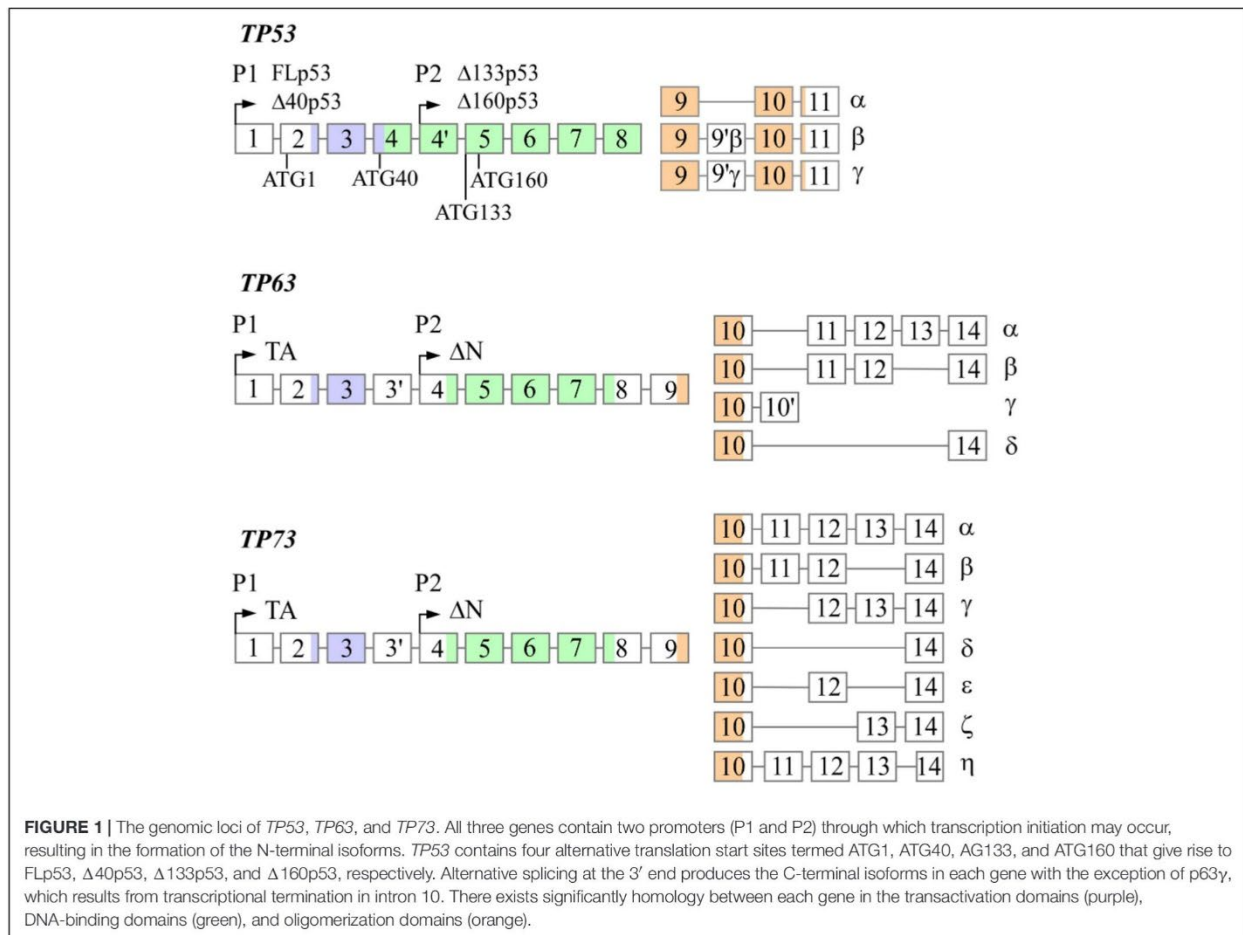 TP53
P1 FLp53 P2 Δ133p53
Δ40p53 Δ160p53
1 2 3 4 4' 5 6 7 8
ATG1 ATG40 ATG160
ATG133
9 10 11 α
9 9'β 10 11 β
9 9'γ 10 11 γ
TP63
P1 P2
TA ΔN
1 2 3 3' 4 5 6 7 8 9
10 11 12 13 14 α
10 11 12 14 β
10 10' γ
10 14 δ
TP73
P1 P2
TA ΔN
1 2 3 3' 4 5 6 7 8 9
10 11 12 13 14 α
10 11 12 14 β
10 12 13 14 γ
10 14 δ
10 12 14 ε
10 13 14 ζ
10 11 12 13 14 η
FIGURE 1 | The genomic loci of TP53, TP63, and TP73. All three genes contain two promoters (P1 and P2) through which transcription initiation may occur,
resulting in the formation of the N-terminal isoforms. TP53 contains four alternative translation start sites termed ATG1, ATG40, AG133, and ATG160 that give rise to
FLp53, Δ40p53, Δ133p53, and Δ160p53, respectively. Alternative splicing at the 3′ end produces the C-terminal isoforms in each gene with the exception of p63γ,
which results from transcriptional termination in intron 10. There exists significantly homology between each gene in the transactivation domains (purple),
DNA-binding domains (green), and oligomerization domains (orange).